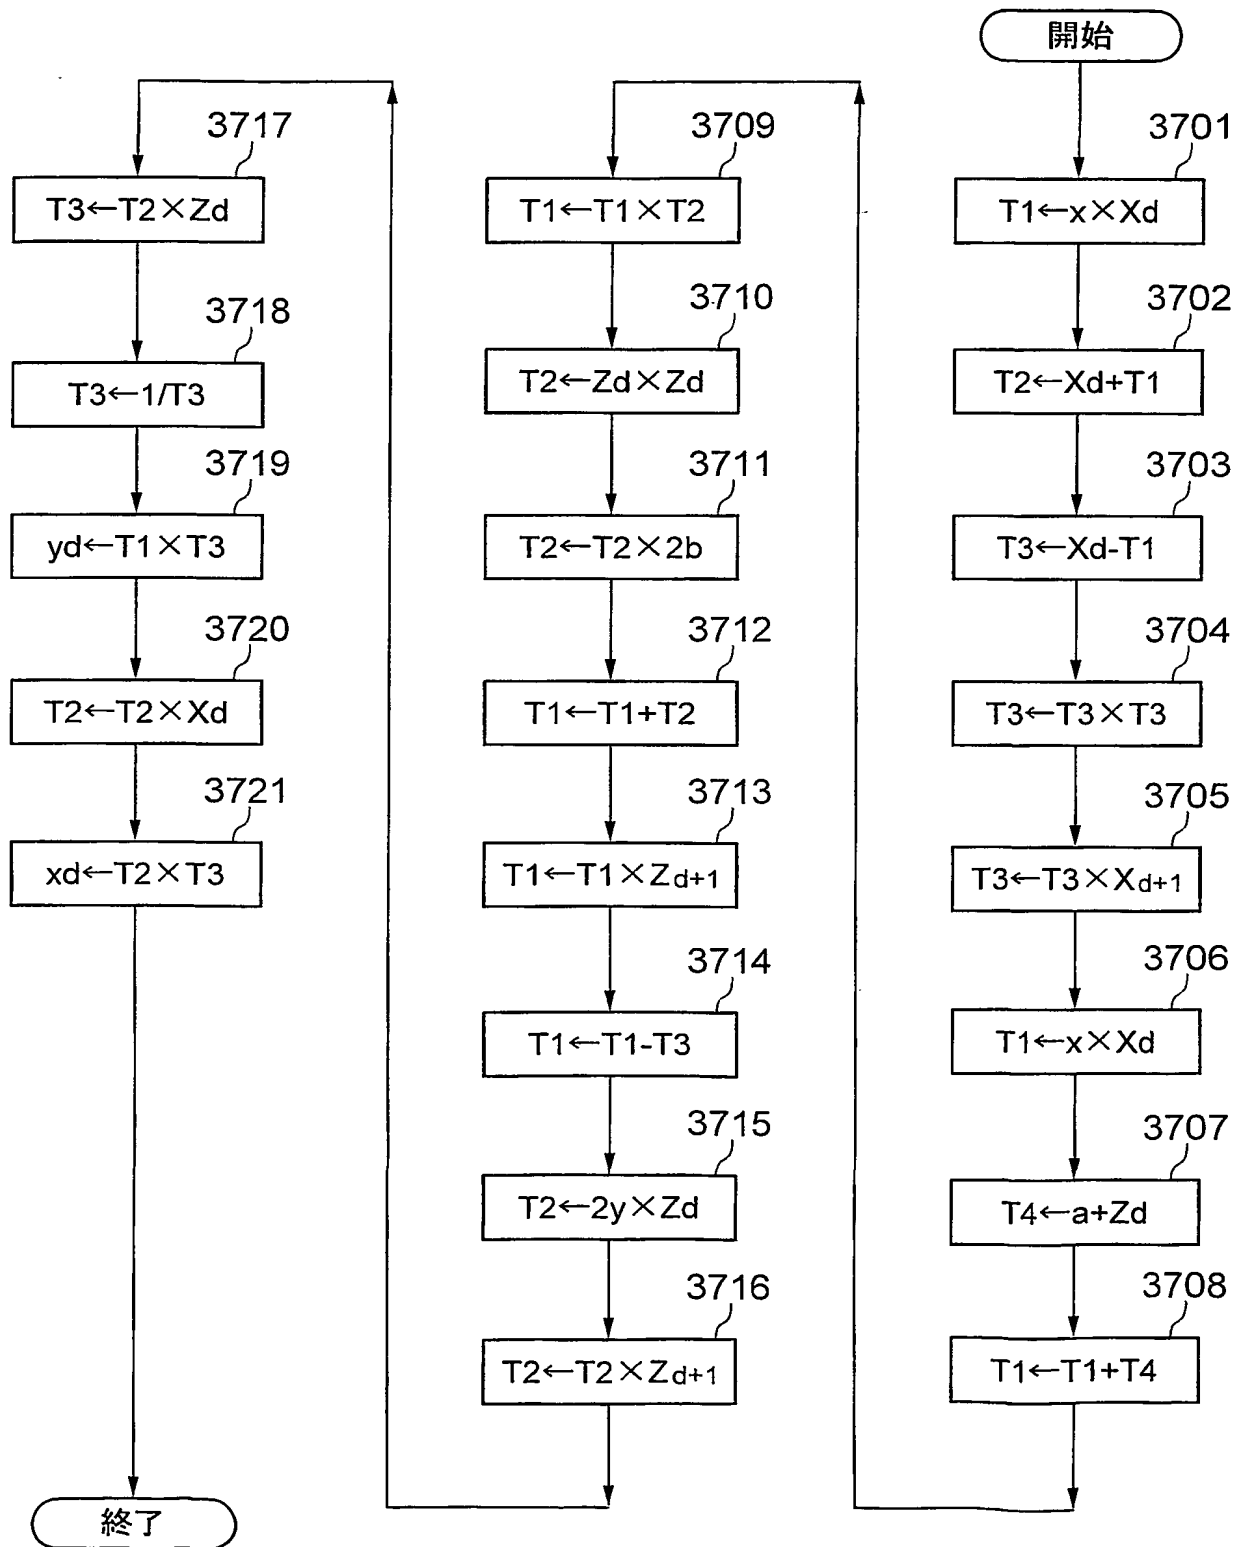 開始
3701
T1←x×Xd
3702
T2←Xd+T1
3703
T3←Xd-T1
3704
T3←T3×T3
3705
T3←T3×Xd+1
3706
T1←x×Xd
3707
T4←a+Zd
3708
T1←T1+T4
3709
T1←T1×T2
3710
T2←Zd×Zd
3711
T2←T2×2b
3712
T1←T1+T2
3713
T1←T1×Zd+1
3714
T1←T1-T3
3715
T2←2y×Zd
3716
T2←T2×Zd+1
3717
T3←T2×Zd
3718
T3←1/T3
3719
yd←T1×T3
3720
T2←T2×Xd
3721
xd←T2×T3
終了